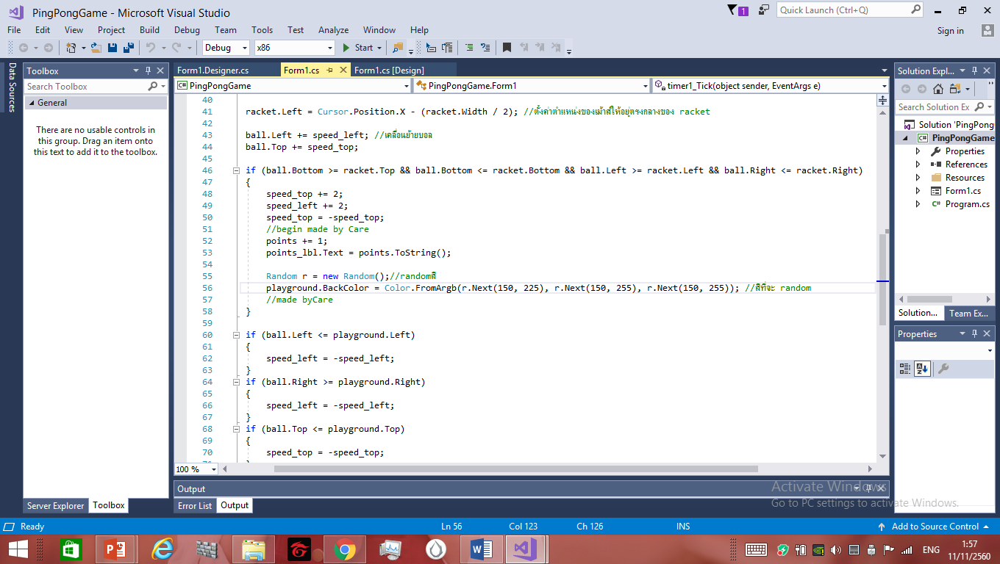 PingPongGame - Microsoft Visual Studio
1
Quick Launch (Ctrl+Q)
File Edit View Project Build Debug Team Tools Test Analyze Window Help
Sign in
Debug x86 Start
Data Sources
Toolbox
Search Toolbox
General
There are no usable controls in
this group. Drag an item onto
this text to add it to the toolbox.
Server Explorer Toolbox
Form1.Designer.cs Form1.cs Form1.cs [Design]
PingPongGame PingPongGame.Form1 timer1_Tick(object sender, EventArgs e)
40
41 racket.Left = Cursor.Position.X - (racket.Width / 2); //ตั้งค่าตำแหน่งของเม้าส์ให้อยู่ตรงกลางของ racket
42
43 ball.Left += speed_left; //เคลื่อนย้ายบอล
44 ball.Top += speed_top;
45
46 if (ball.Bottom >= racket.Top && ball.Bottom <= racket.Bottom && ball.Left >= racket.Left && ball.Right <= racket.Right)
47 {
48 speed_top += 2;
49 speed_left += 2;
50 speed_top = -speed_top;
51 //begin made by Care
52 points += 1;
53 points_lbl.Text = points.ToString();
54
55 Random r = new Random();//randomสี
56 playground.BackColor = Color.FromArgb(r.Next(150, 225), r.Next(150, 255), r.Next(150, 255)); //สีที่จะ random
57 //made byCare
58 }
59
60 if (ball.Left <= playground.Left)
61 {
62 speed_left = -speed_left;
63 }
64 if (ball.Right >= playground.Right)
65 {
66 speed_left = -speed_left;
67 }
68 if (ball.Top <= playground.Top)
69 {
70 speed_top = -speed_top;
100 %
Output
Error List Output
Solution Expl...
Search Solution Ex
Solution 'PingPong
PingPongGame
Properties
References
Resources
Form1.cs
Program.cs
Solution... Team Ex...
Properties
Activate Windows
Go to PC settings to activate Windows.
Ready Ln 56 Col 123 Ch 126 INS Add to Source Control
ENG
1:57
11/11/2560